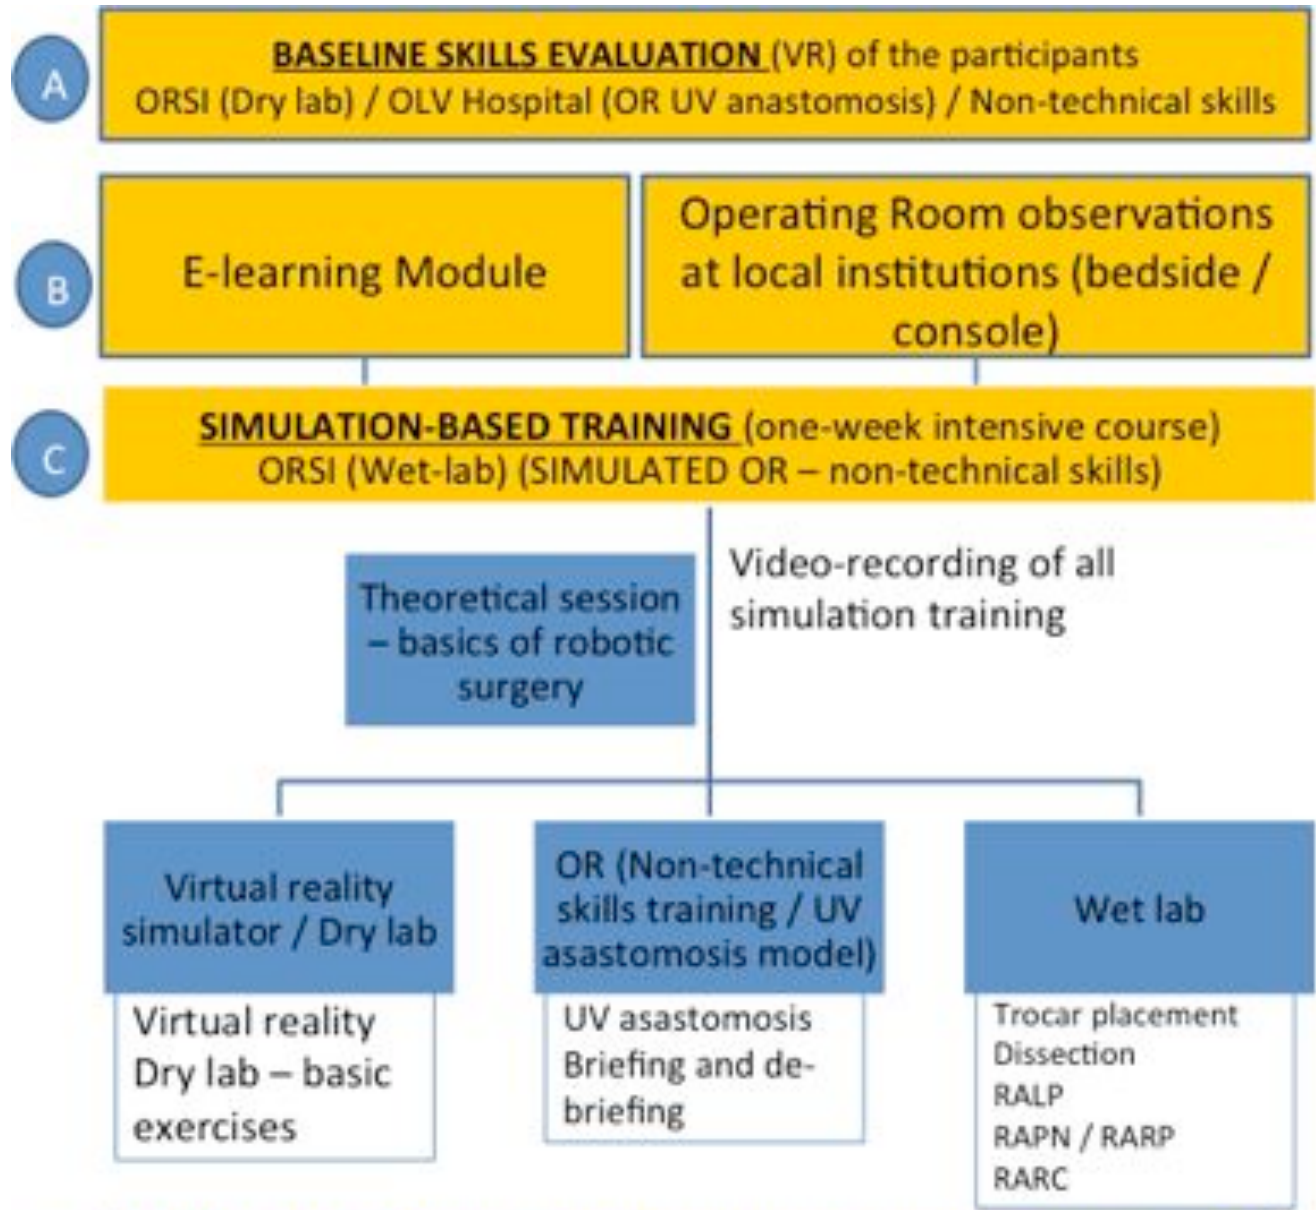 A
BASELINE SKILLS EVALUATION (VR) of the participants
ORSI (Dry lab) / OLV Hospital (OR UV anastomosis) / Non-technical skills
B
E-learning Module
Operating Room observations
at local institutions (bedside /
console)
C
SIMULATION-BASED TRAINING (one-week intensive course)
ORSI (Wet-lab) (SIMULATED OR – non-technical skills)
Theoretical session
– basics of robotic
surgery
Video-recording of all
simulation training
Virtual reality
simulator / Dry lab
Virtual reality
Dry lab – basic
exercises
OR (Non-technical
skills training / UV
asastomosis model)
UV asastomosis
Briefing and de-
briefing
Wet lab
Trocar placement
Dissection
RALP
RAPN / RARP
RARC